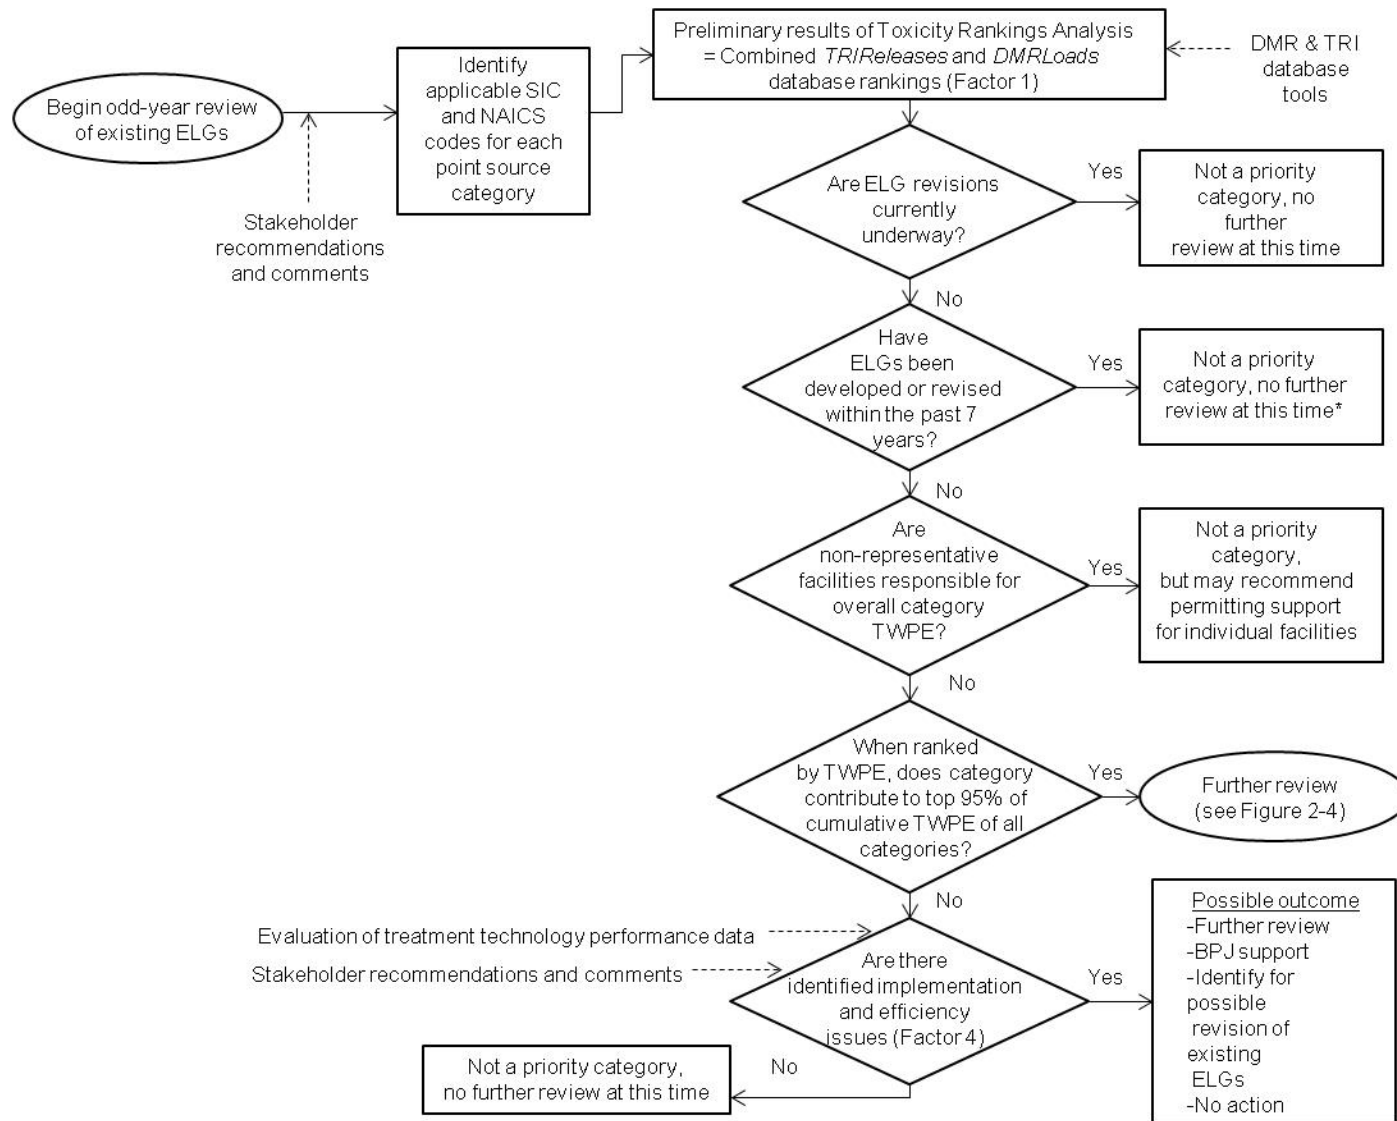 Begin odd-year review
of existing ELGs
Stakeholder
recommendations
and comments
Identify
applicable SIC
and NAICS
codes for each
point source
category
Preliminary results of Toxicity Rankings Analysis
= Combined TRIReleases and DMRLoads
database rankings (Factor 1)
DMR & TRI
database
tools
Are ELG revisions
currently
underway?
Yes
Not a priority
category, no
further
review at this time
No
Have
ELGs been
developed or revised
within the past 7
years?
Yes
Not a priority
category, no further
review at this time*
No
Are
non-representative
facilities responsible for
overall category
TWPE?
Yes
Not a priority
category,
but may recommend
permitting support
for individual facilities
No
When ranked
by TWPE, does category
contribute to top 95% of
cumulative TWPE of all
categories?
Yes
Further review
(see Figure 2-4)
No
Evaluation of treatment technology performance data
Stakeholder recommendations and comments
Are there
identified implementation
and efficiency
issues (Factor 4)
Yes
Possible outcome
-Further review
-BPJ support
-Identify for
possible
revision of
existing
ELGs
-No action
No
Not a priority category,
no further review at this time